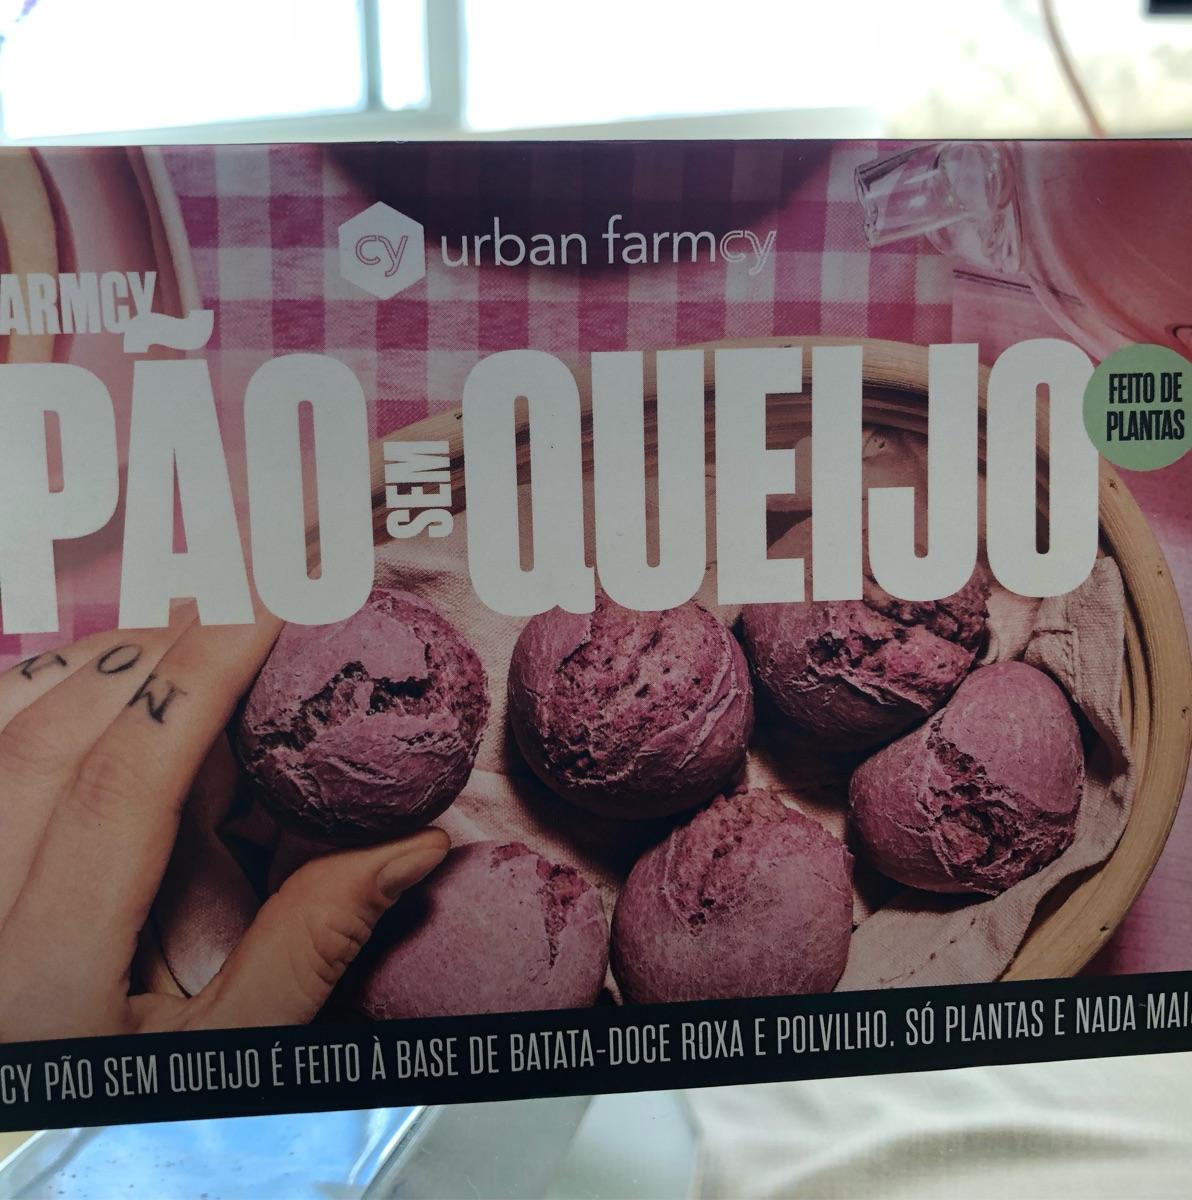 cy urban farmcy
ARMCY
PÃO SEM QUEIJO
FEITO DE
PLANTAS
MOP
CY PÃO SEM QUEIJO É FEITO À BASE DE BATATA-DOCE ROXA E POLVILHO. SÓ PLANTAS E NADA MAI